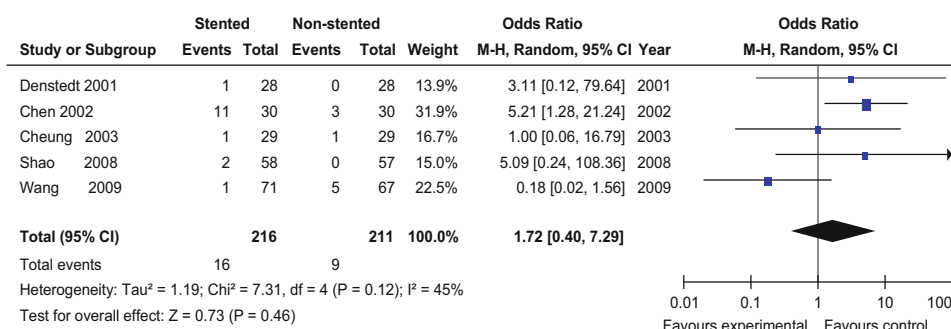 Stented Non-stented Odds Ratio Odds Ratio
Study or Subgroup Events Total Events Total Weight M-H, Random, 95% CI Year M-H, Random, 95% CI
Denstedt 2001 1 28 0 28 13.9% 3.11 [0.12, 79.64] 2001
Chen 2002 11 30 3 30 31.9% 5.21 [1.28, 21.24] 2002
Cheung 2003 1 29 1 29 16.7% 1.00 [0.06, 16.79] 2003
Shao 2008 2 58 0 57 15.0% 5.09 [0.24, 108.36] 2008
Wang 2009 1 71 5 67 22.5% 0.18 [0.02, 1.56] 2009
Total (95% CI) 216 211 100.0% 1.72 [0.40, 7.29]
Total events 16 9
Heterogeneity: Tau² = 1.19; Chi² = 7.31, df = 4 (P = 0.12); I² = 45%
Test for overall effect: Z = 0.73 (P = 0.46)
0.01 0.1 1 10 100
Favours experimental Favours control